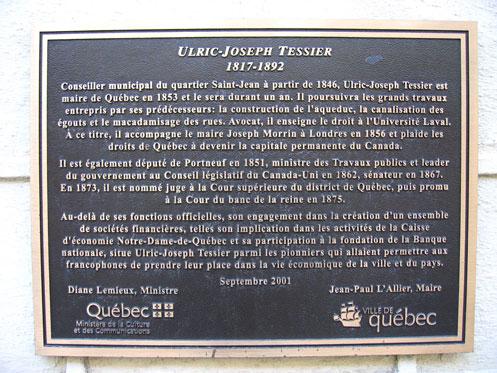 ULRIC-JOSEPH TESSIER
1817-1892
Conseiller municipal du quartier Saint-Jean à partir de 1846, Ulric-Joseph Tessier est
maire de Québec en 1853 et le sera durant un an. Il poursuivra les grands travaux
entrepris par ses prédécesseurs: la construction de l'aqueduc, la canalisation des
égouts et le macadamisage des rues. Avocat, il enseigne le droit à l'Université Laval.
A ce titre, il accompagne le maire Joseph Morrin à Londres en 1856 et plaide les
droits de Québec à devenir la capitale permanente du Canada.
Il est également député de Portneuf en 1851, ministre des Travaux publics et leader
du gouvernement au Conseil législatif du Canada-Uni en 1862, sénateur en 1867.
En 1873, il est nommé juge à la Cour supérieure du district de Québec, puis promu
à la Cour du banc de la reine en 1875.
Au-delà de ses fonctions officielles, son engagement dans la création d'un ensemble
de sociétés financières, telles son implication dans les activités de la Caisse
d'économie Notre-Dame-de-Québec et sa participation à la fondation de la Banque
nationale, situe Ulric-Joseph Tessier parmi les pionniers qui allaient permettre aux
francophones de prendre leur place dans la vie économique de la ville et du pays.
Septembre 2001
Diane Lemieux, Ministre
Jean-Paul L'Allier, Maire
Québec
Ministère de la Culture
et des Communications
VILLE DE
québec